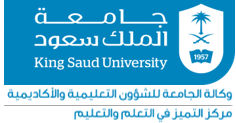 جامعة
الملك سعود
King Saud University
1957
وكالة الجامعة للشؤون التعليمية والأكاديمية
مركز التميز في التعلم والتعليم